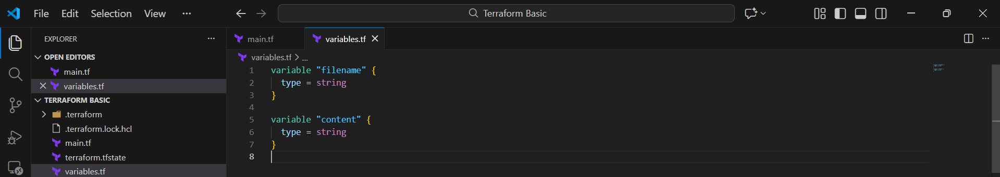 File Edit Selection View ··· Terraform Basic
EXPLORER ···
OPEN EDITORS
main.tf
variables.tf
TERRAFORM BASIC
.terraform
.terraform.lock.hcl
main.tf
terraform.tfstate
variables.tf
main.tf variables.tf ···
variables.tf > ...
1 variable "filename" {
2 type = string
3 }
4
5 variable "content" {
6 type = string
7 }
8